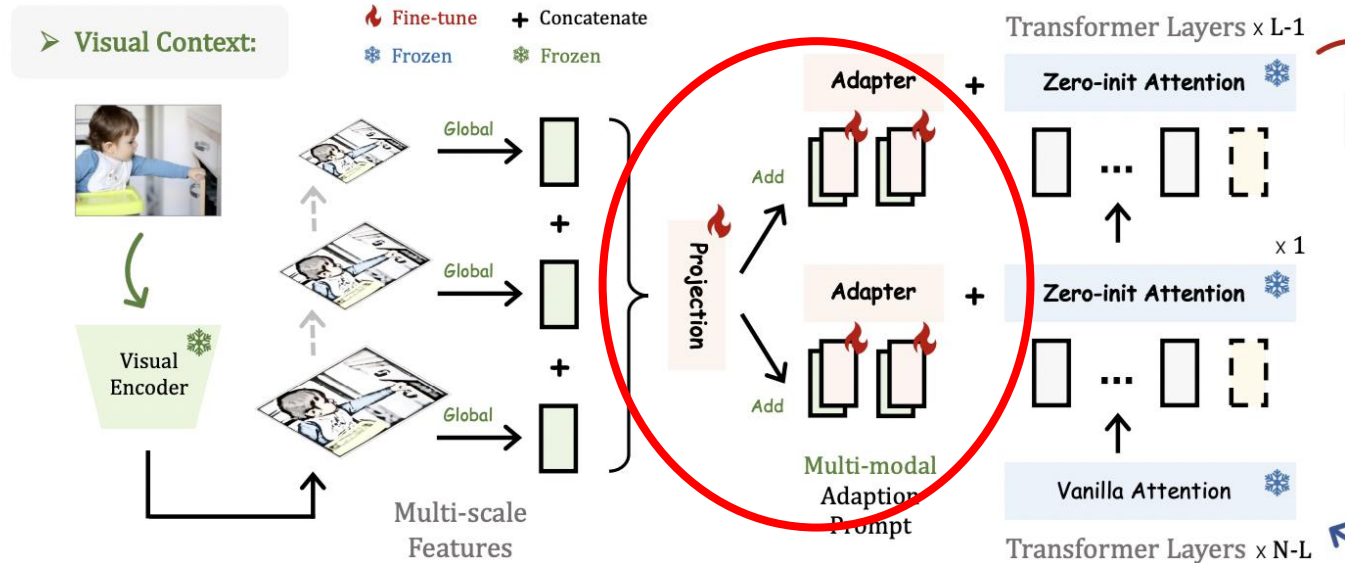 ➤ Visual Context:
Fine-tune
+ Concatenate
Frozen
Frozen
Transformer Layers x L-1
Adapter
+
Zero-init Attention
Global
Add
...
+
Projection
x 1
Global
Adapter
+
Zero-init Attention
Visual
Encoder
+
...
Global
Add
Multi-modal
Adaption
Prompt
Vanilla Attention
Multi-scale
Features
Transformer Layers x N-L